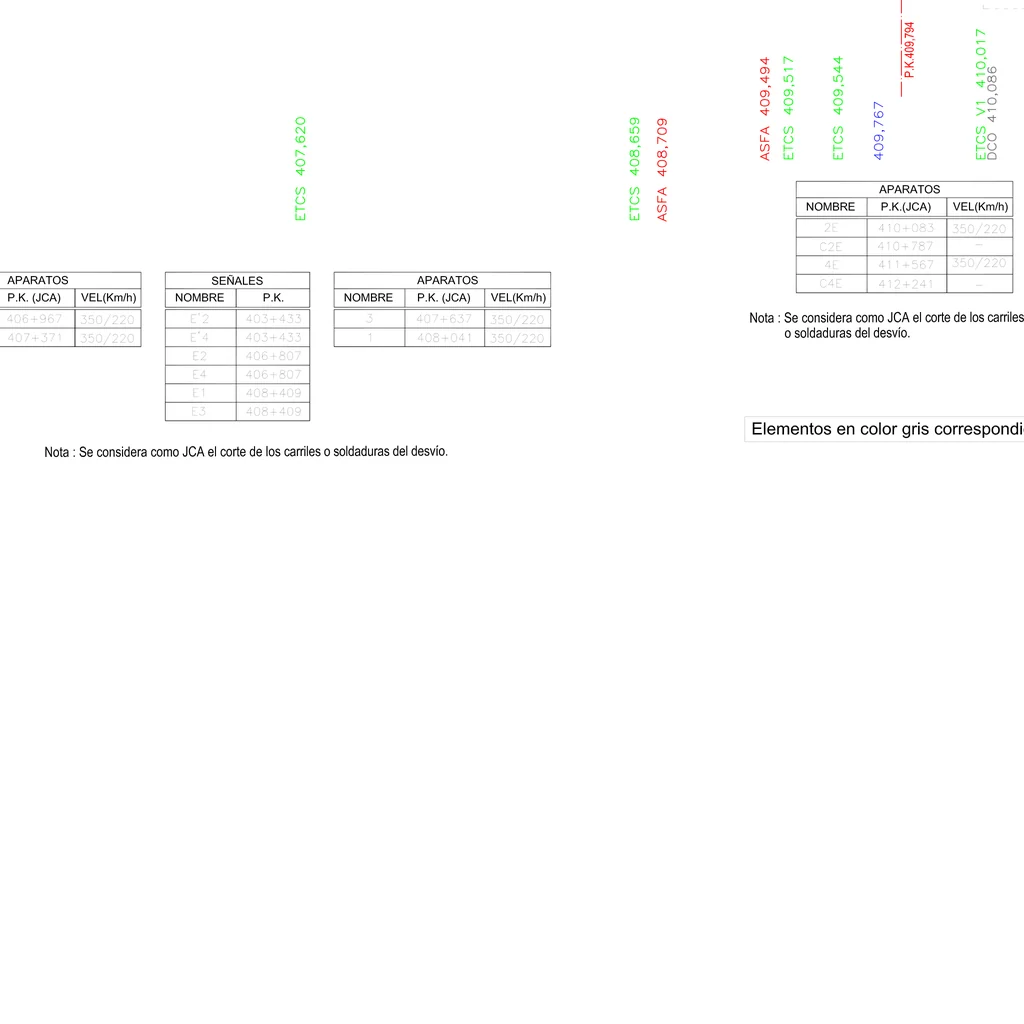 ETCS 407,620
ETCS 408,659
ASFA 408,709
ASFA 409,494
ETCS 409,517
ETCS 409,544
409,767
P.K.409,794
ETCS V1 410,017
DCO 410,086
APARATOS
NOMBRE P.K.(JCA) VEL(Km/h)
2E 410+083 350/220
C2E 410+787 –
4E 411+567 350/220
C4E 412+241 –
Nota : Se considera como JCA el corte de los carriles
o soldaduras del desvío.
APARATOS
P.K. (JCA) VEL(Km/h)
406+967 350/220
407+371 350/220
SEÑALES
NOMBRE P.K.
E'2 403+433
E'4 403+433
E2 406+807
E4 406+807
E1 408+409
E3 408+409
APARATOS
NOMBRE P.K. (JCA) VEL(Km/h)
3 407+637 350/220
1 408+041 350/220
Nota : Se considera como JCA el corte de los carriles o soldaduras del desvío.
Elementos en color gris correspondi